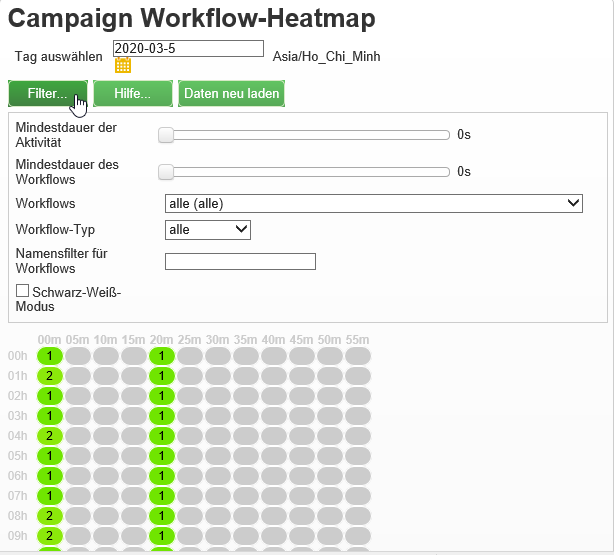 Campaign Workflow-Heatmap
Tag auswählen 2020-03-5 Asia/Ho_Chi_Minh
Filter... Hilfe... Daten neu laden
Mindestdauer der
Aktivität 0s
Mindestdauer des
Workflows 0s
Workflows alle (alle)
Workflow-Typ alle
Namensfilter für
Workflows
Schwarz-Weiß-
Modus
00m 05m 10m 15m 20m 25m 30m 35m 40m 45m 50m 55m
00h 1 1
01h 2 1
02h 1 1
03h 1 1
04h 2 1
05h 1 1
06h 1 1
07h 1 1
08h 2 1
09h 2 1